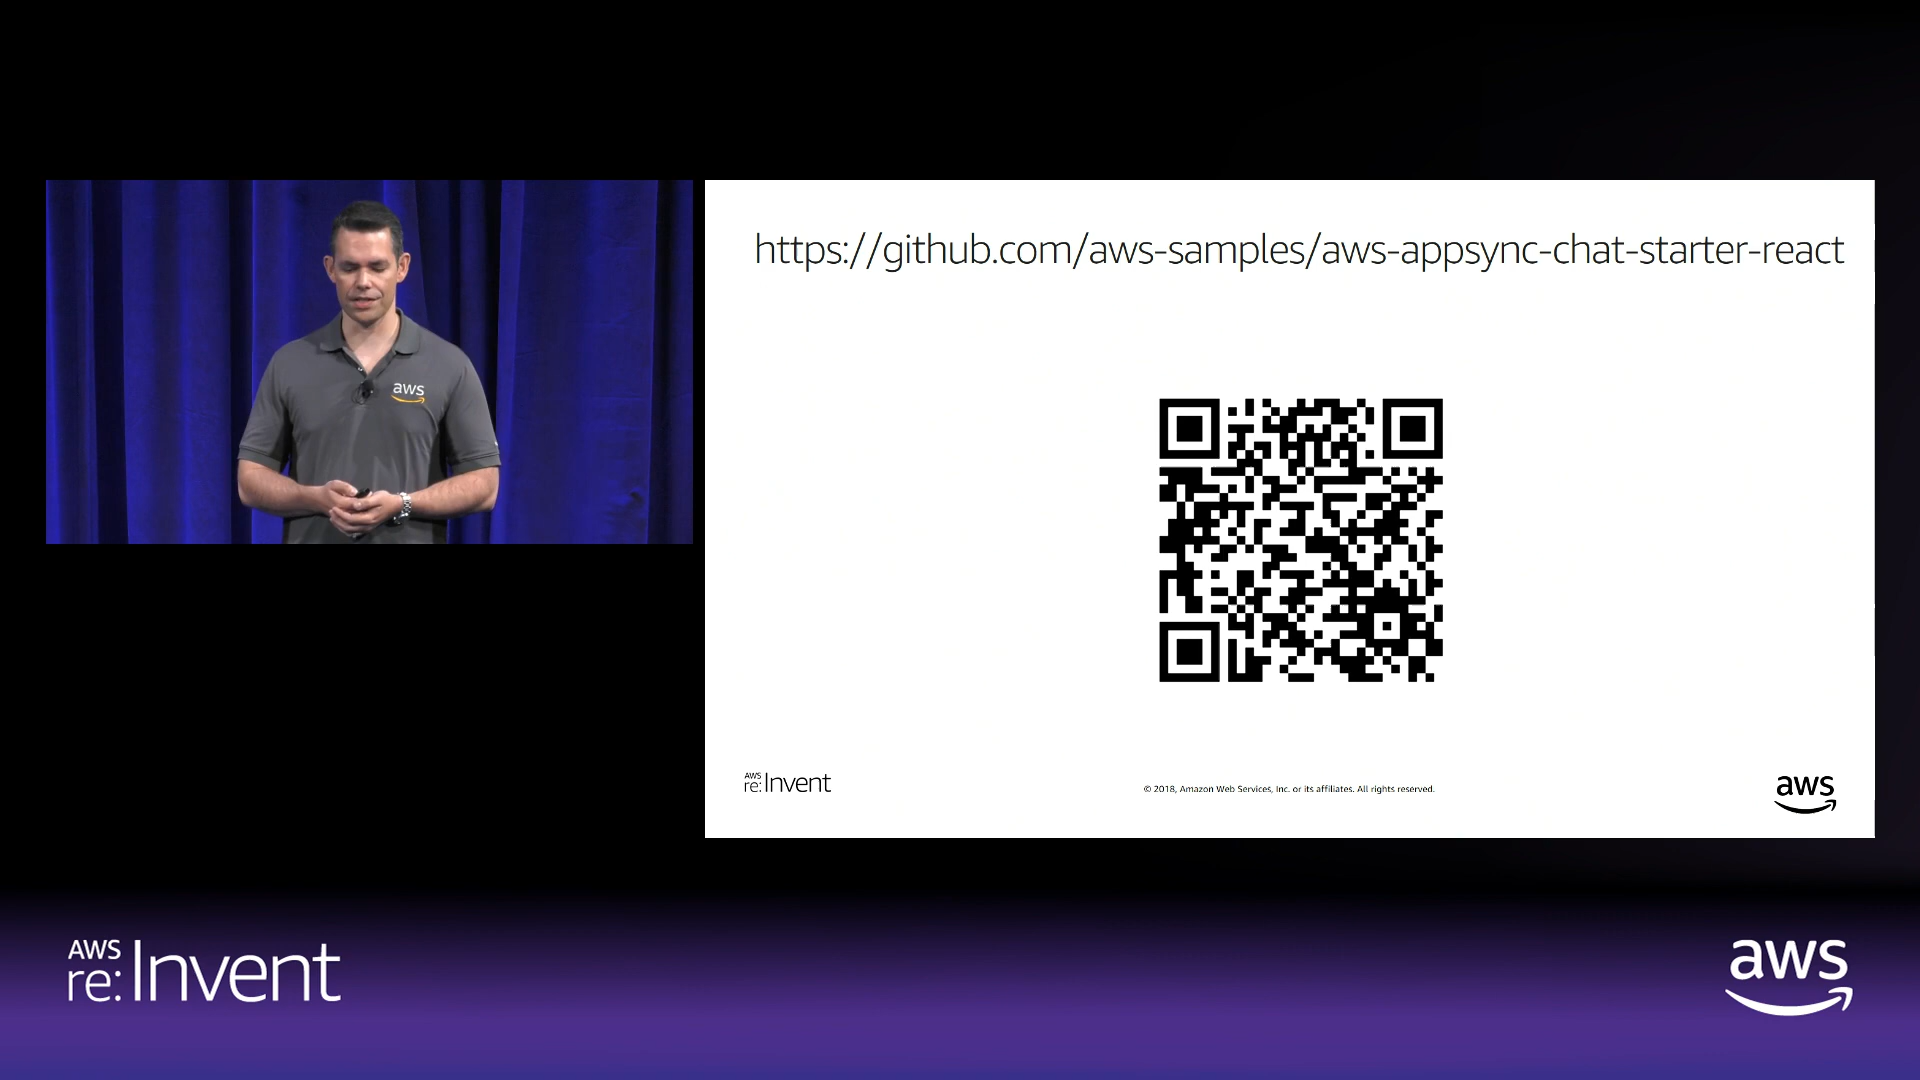 https://github.com/aws-samples/aws-appsync-chat-starter-react
aws
AWS
re:Invent
© 2018, Amazon Web Services, Inc. or its affiliates. All rights reserved.
aws
AWS
re:Invent
aws